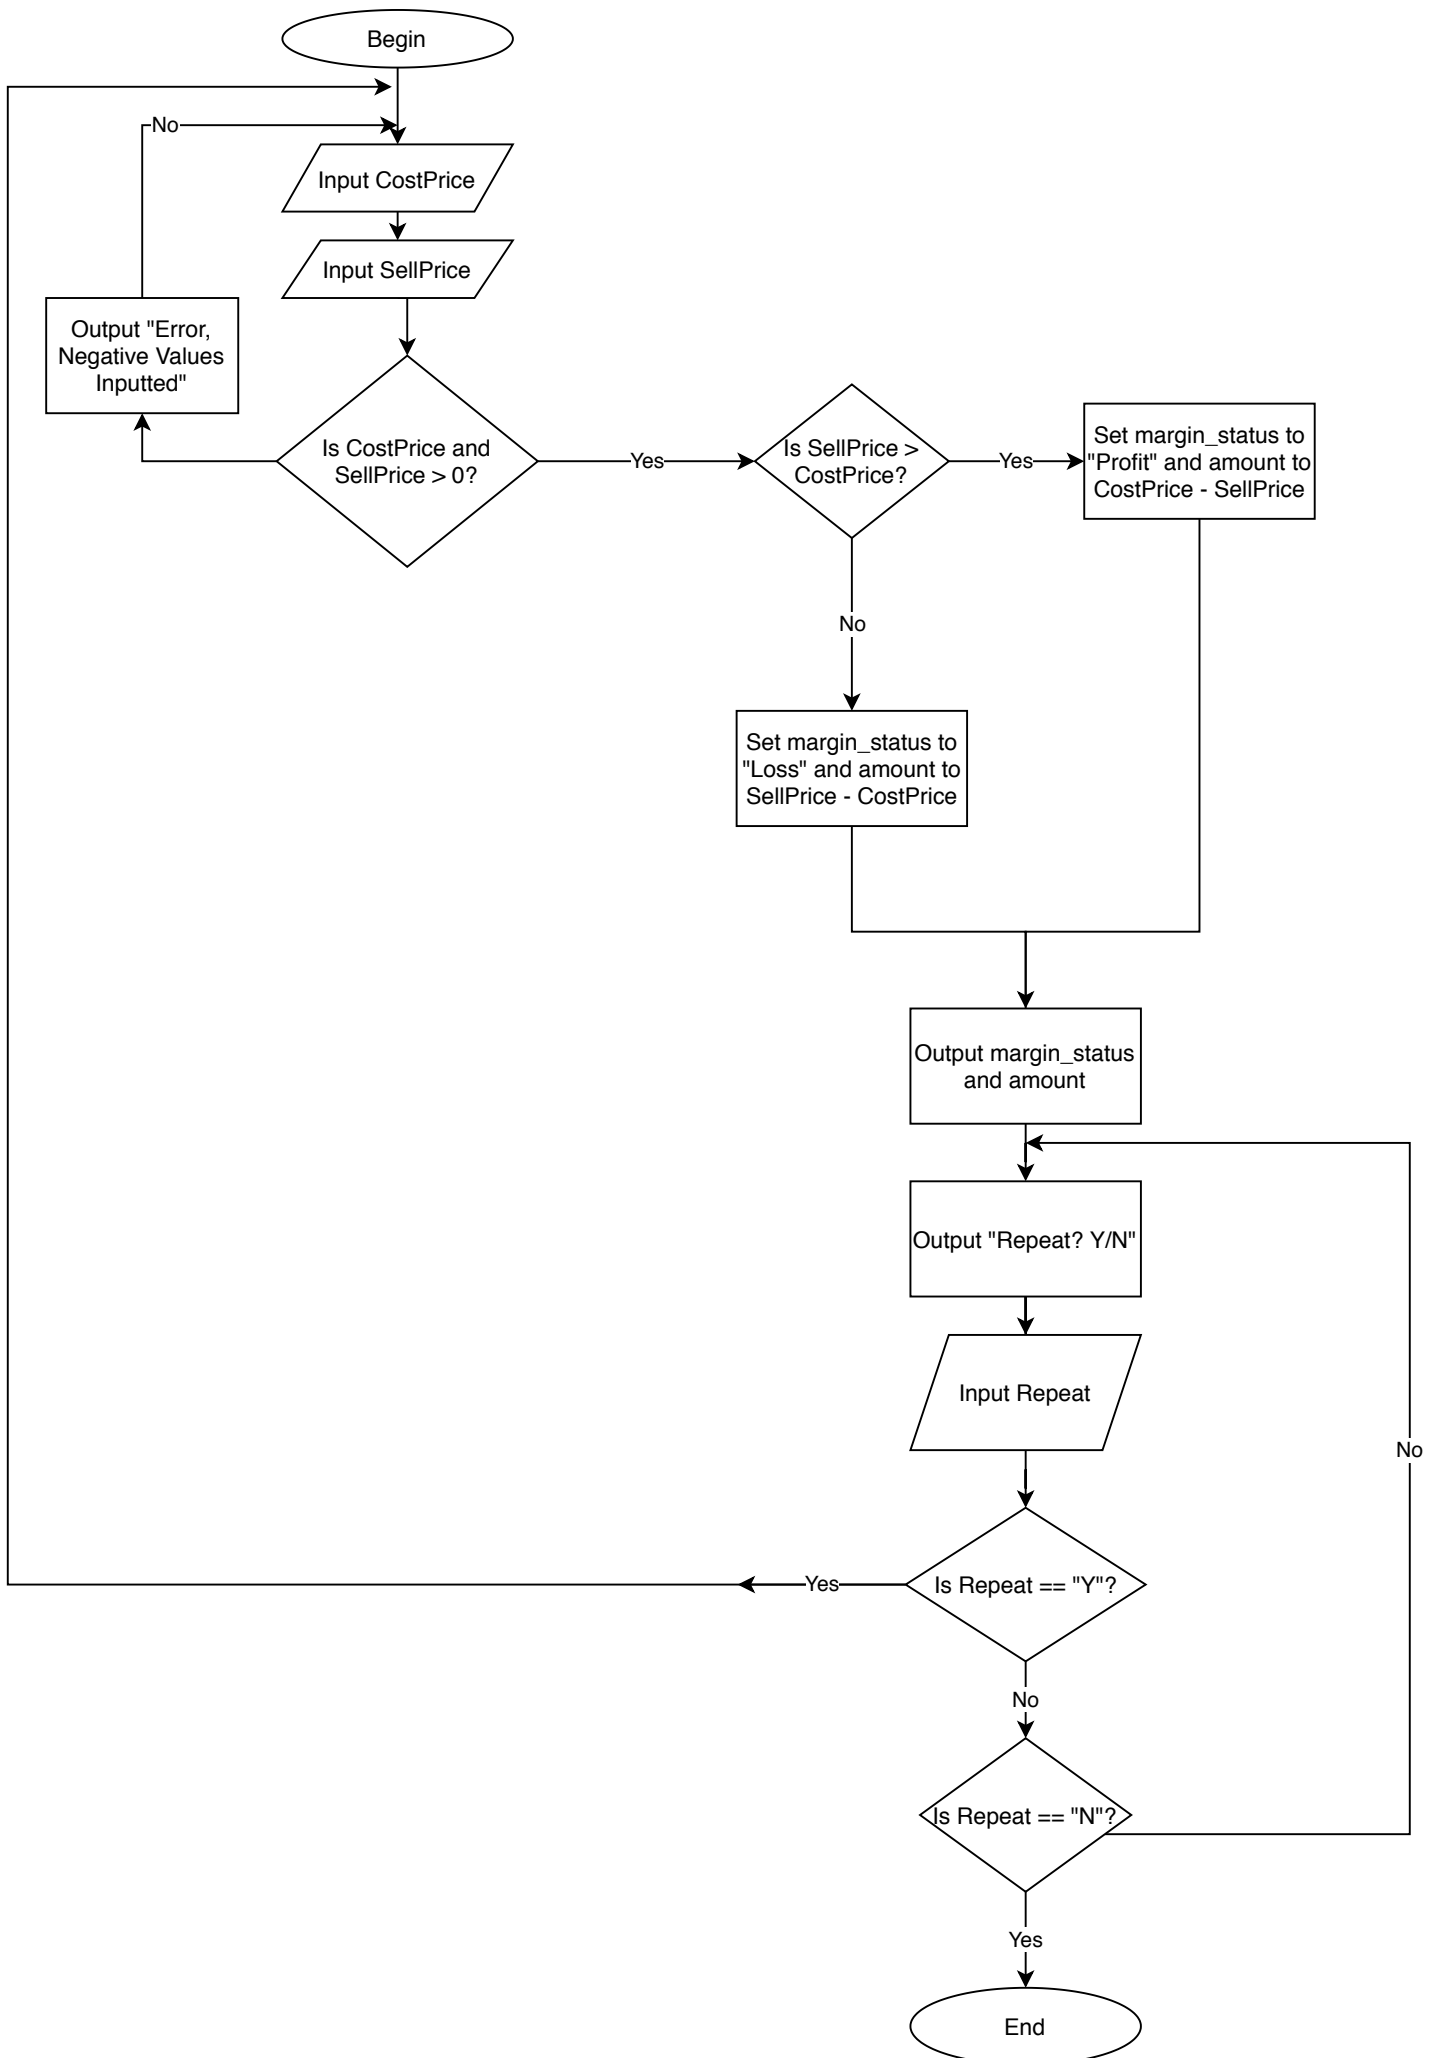 Begin
No
Input CostPrice
Input SellPrice
Output "Error,
Negative Values
Inputted"
Is CostPrice and
SellPrice > 0?
Yes
Is SellPrice >
CostPrice?
Yes
Set margin_status to
"Profit" and amount to
CostPrice - SellPrice
No
Set margin_status to
"Loss" and amount to
SellPrice - CostPrice
Output margin_status
and amount
Output "Repeat? Y/N"
Input Repeat
No
Is Repeat == "Y"?
Yes
No
Is Repeat == "N"?
Yes
End